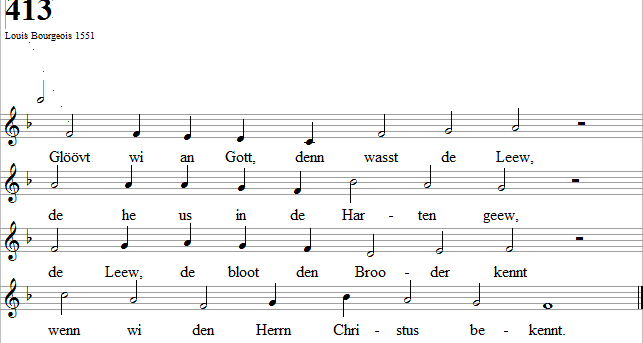 413
Louis Bourgeois 1551
Glöövt wi an Gott, denn wasst de Leew,
de he us in de Har - ten geew,
de Leew, de bloot den Broo - der kennt
wenn wi den Herrn Chri - stus be - kennt.